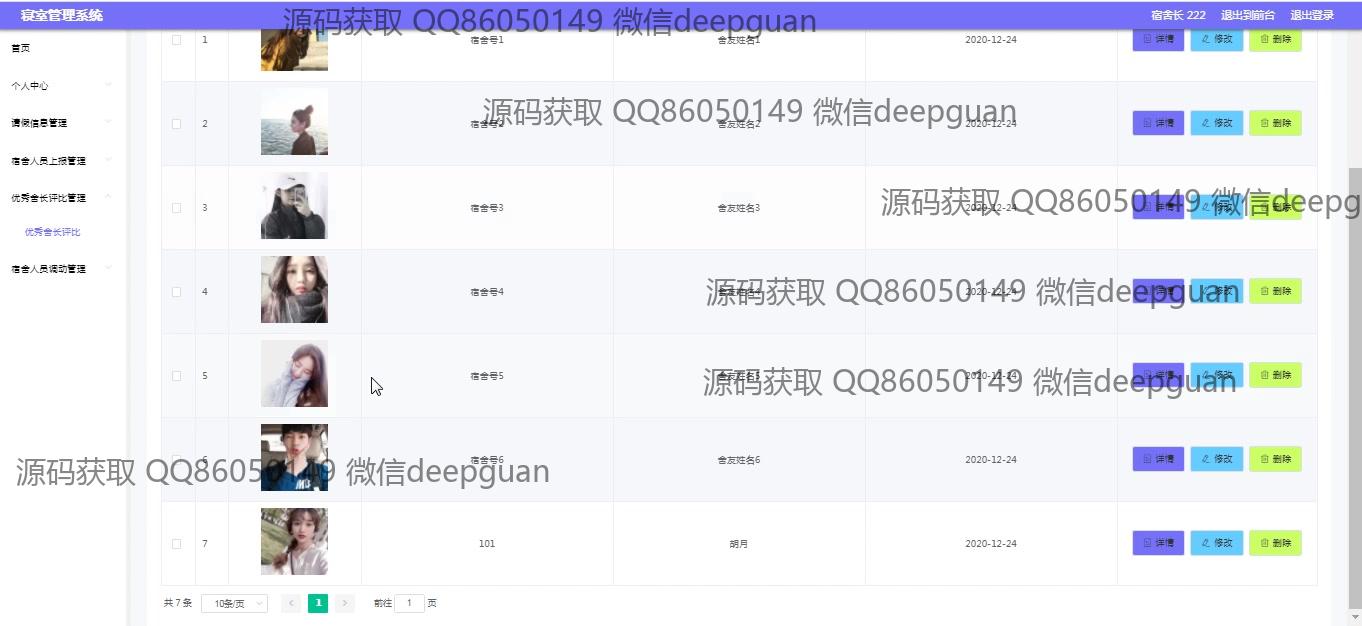 寝室管理系统
宿舍长 222 退出到前台 退出登录
源码获取 QQ86050149 微信deepguan
首页
个人中心
请假信息管理
宿舍人员上报管理
优秀舍长评比管理
优秀舍长评比
宿舍人员调动管理
1 宿舍号1 舍友姓名1 2020-12-24 详情 修改 删除
源码获取 QQ86050149 微信deepguan
2 宿舍号2 舍友姓名2 2020-12-24 详情 修改 删除
源码获取 QQ86050149 微信deepg
3 宿舍号3 舍友姓名3 2020-12-24 详情 修改 删除
源码获取 QQ86050149 微信deepguan
4 宿舍号4 舍友姓名4 2020-12-24 详情 修改 删除
源码获取 QQ86050149 微信deepguan
5 宿舍号5 舍友姓名5 2020-12-24 详情 修改 删除
源码获取 QQ86050149 微信deepguan
6 宿舍号6 舍友姓名6 2020-12-24 详情 修改 删除
7 101 胡月 2020-12-24 详情 修改 删除
共 7 条 10条/页 1 前往 1 页